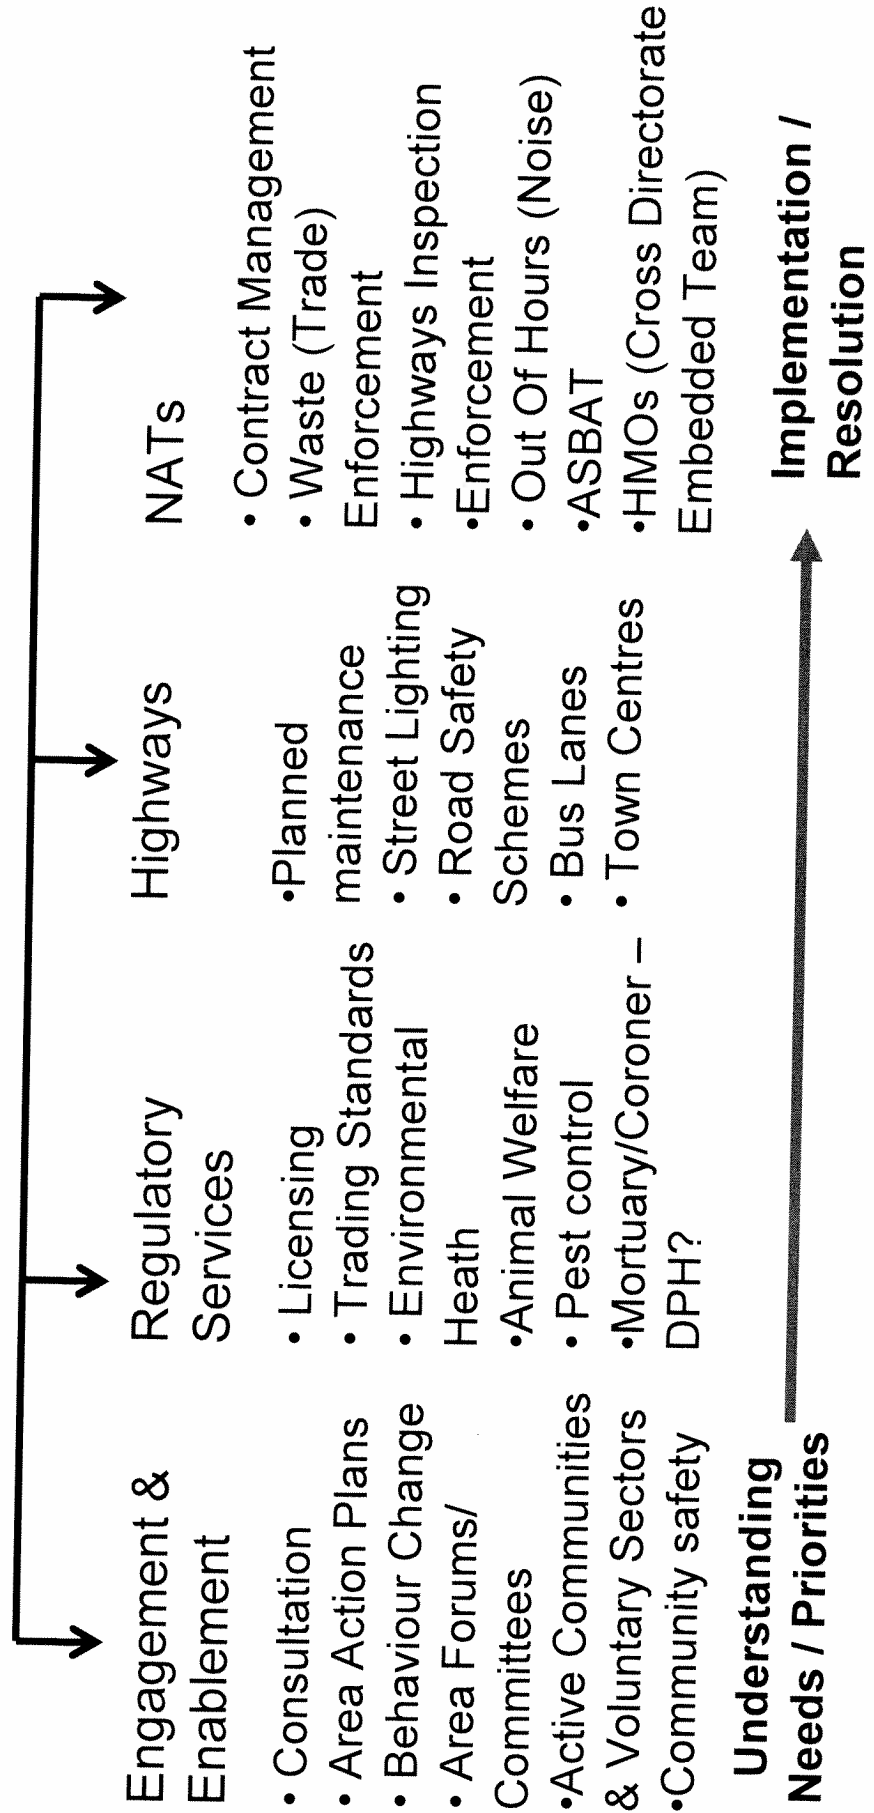 Engagement &
Enablement
• Consultation
• Area Action Plans
• Behaviour Change
• Area Forums/
Committees
•Active Communities
& Voluntary Sectors
•Community safety
Regulatory
Services
• Licensing
• Trading Standards
• Environmental
Heath
•Animal Welfare
• Pest control
•Mortuary/Coroner –
DPH?
Highways
•Planned
maintenance
• Street Lighting
• Road Safety
Schemes
• Bus Lanes
• Town Centres
NATs
• Contract Management
• Waste (Trade)
Enforcement
• Highways Inspection
•Enforcement
• Out Of Hours (Noise)
•ASBAT
•HMOs (Cross Directorate
Embedded Team)
Understanding
Needs / Priorities
Implementation /
Resolution